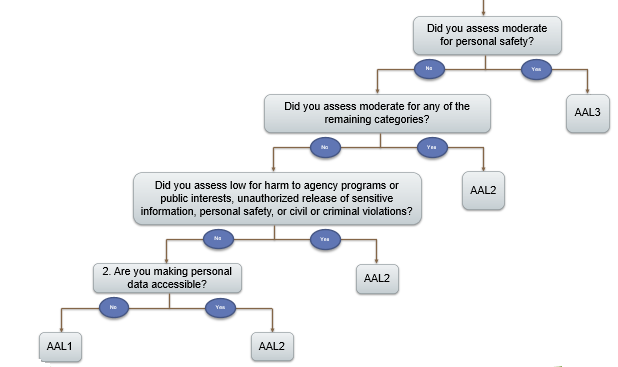 Did you assess moderate
for personal safety?
No
Yes
Did you assess moderate for any of the
remaining categories?
AAL3
No
Yes
Did you assess low for harm to agency programs or
public interests, unauthorized release of sensitive
information, personal safety, or civil or criminal violations?
AAL2
No
Yes
2. Are you making personal
data accessible?
AAL2
No
Yes
AAL1
AAL2